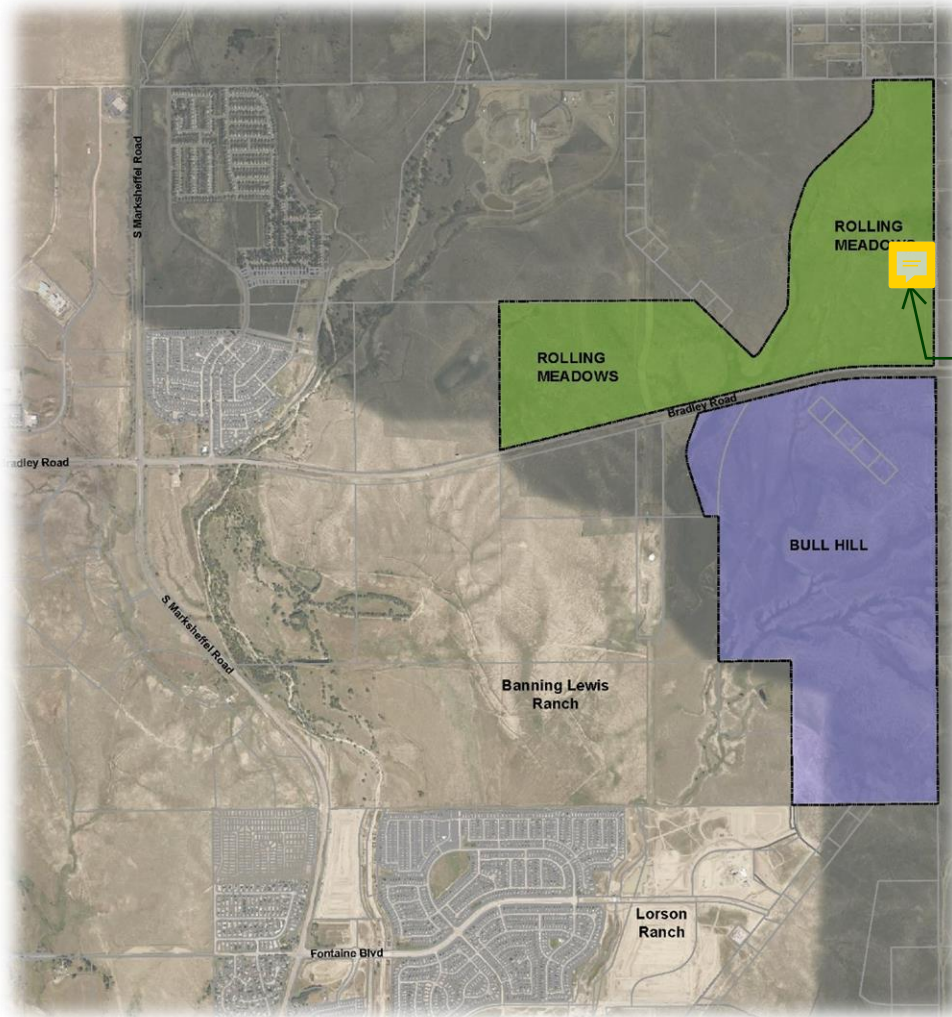 S Marksheffel Road
ROLLING
MEADOWS
ROLLING
MEADOWS
Bradley Road
Bradley Road
BULL HILL
S Marksheffel Road
Banning Lewis
Ranch
Lorson
Ranch
Fontaine Blvd